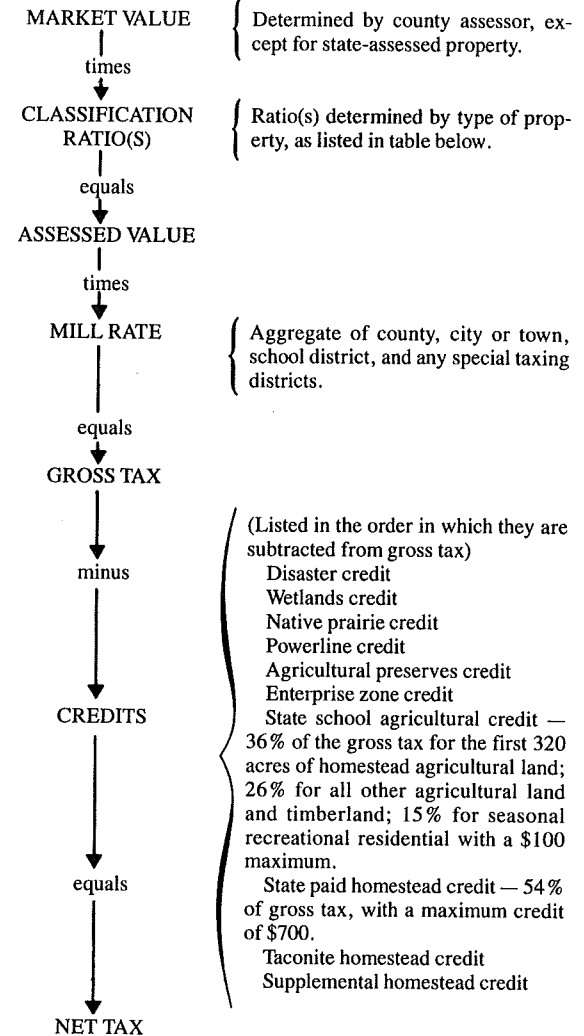 MARKET VALUE
Determined by county assessor, ex-
cept for state-assessed property.
times
CLASSIFICATION
RATIO(S)
Ratio(s) determined by type of prop-
erty, as listed in table below.
equals
ASSESSED VALUE
times
MILL RATE
Aggregate of county, city or town,
school district, and any special taxing
districts.
equals
GROSS TAX
minus
CREDITS
equals
(Listed in the order in which they are
subtracted from gross tax)
Disaster credit
Wetlands credit
Native prairie credit
Powerline credit
Agricultural preserves credit
Enterprise zone credit
State school agricultural credit —
36% of the gross tax for the first 320
acres of homestead agricultural land;
26% for all other agricultural land
and timberland; 15% for seasonal
recreational residential with a $100
maximum.
State paid homestead credit — 54%
of gross tax, with a maximum credit
of $700.
Taconite homestead credit
Supplemental homestead credit
NET TAX